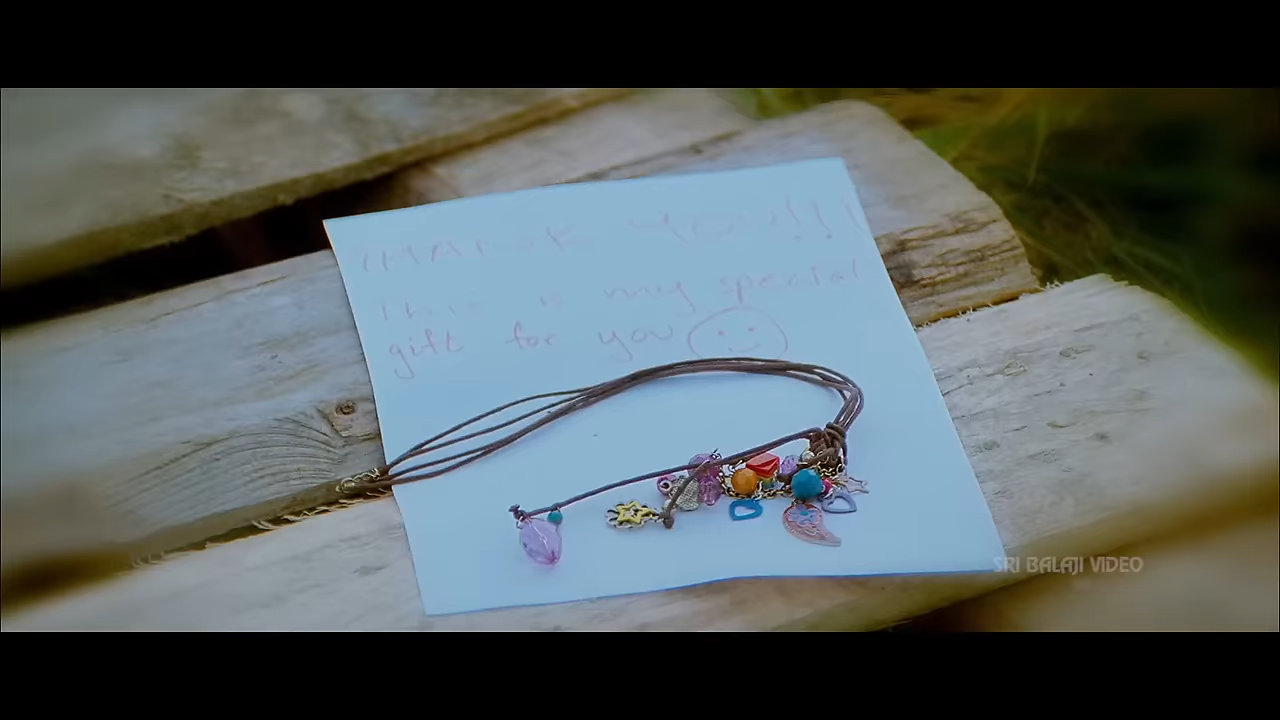 THANK YOU!!!
This is my special
gift for you
SRI BALAJI VIDEO